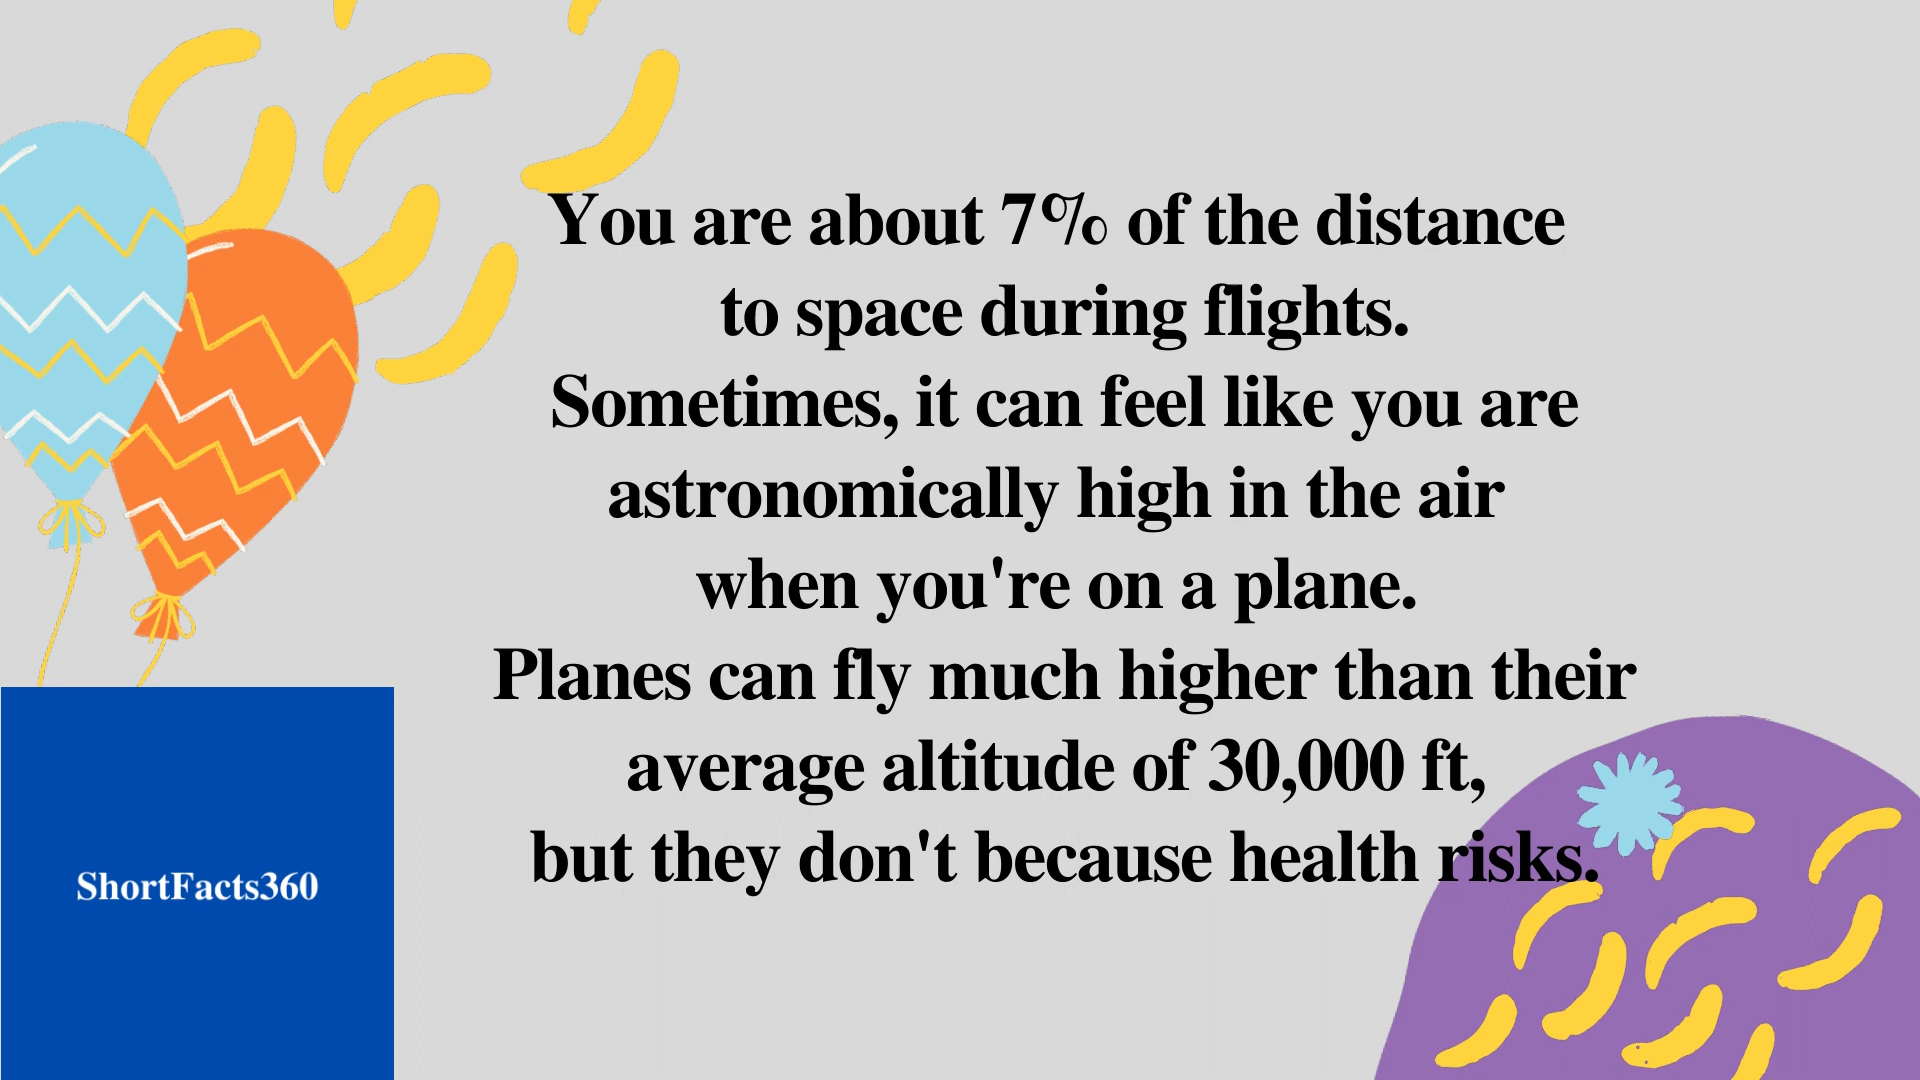 You are about 7% of the distance
to space during flights.
Sometimes, it can feel like you are
astronomically high in the air
when you're on a plane.
Planes can fly much higher than their
average altitude of 30,000 ft,
but they don't because health risks.
ShortFacts360